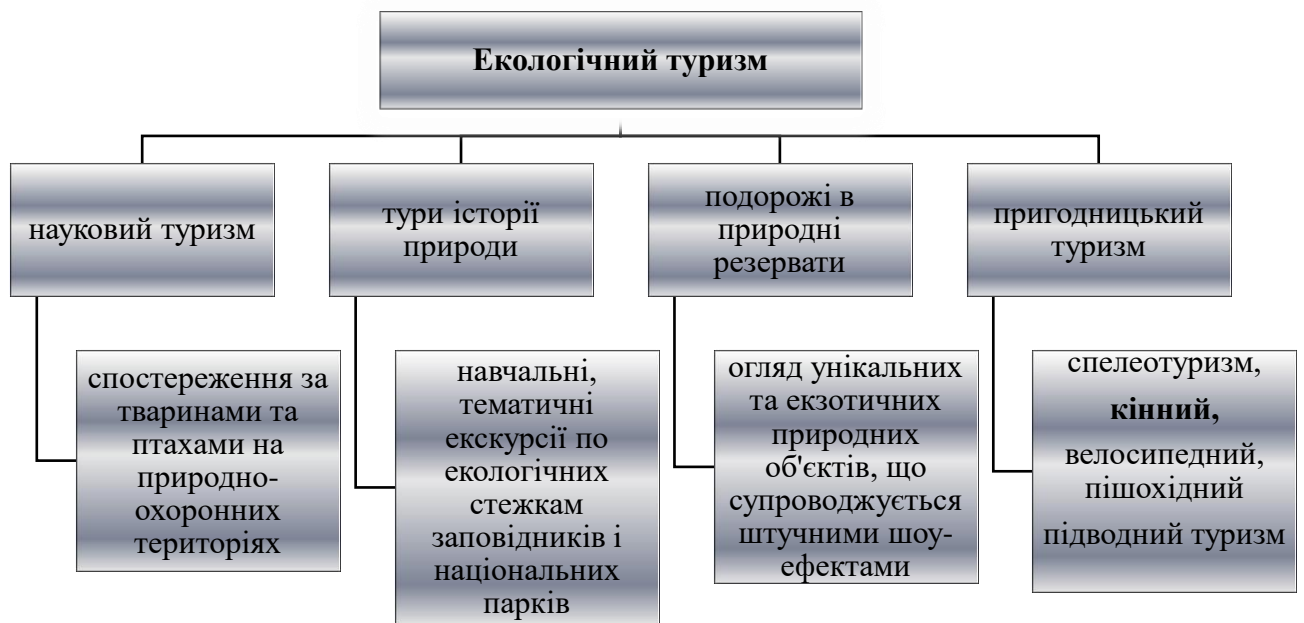 Екологічний туризм
науковий туризм
тури історії
природи
подорожі в
природні
резервати
пригодницький
туризм
спостереження за
тваринами та
птахами на
природно-
охоронних
територіях
навчальні,
тематичні
екскурсії по
екологічних
стежкам
заповідників і
національних
парків
огляд унікальних
та екзотичних
природних
об'єктів, що
супроводжується
штучними шоу-
ефектами
спелеотуризм,
кінний,
велосипедний,
пішохідний
підводний туризм